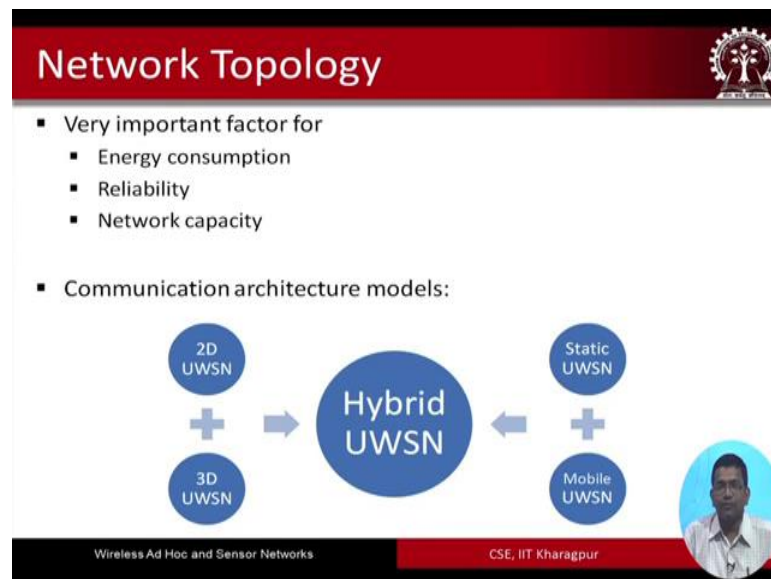 Network Topology
Very important factor for
Energy consumption
Reliability
Network capacity
Communication architecture models:
2D
UWSN
3D
UWSN
Hybrid
UWSN
Static
UWSN
Mobile
UWSN
Wireless Ad Hoc and Sensor Networks
CSE, IIT Kharagpur